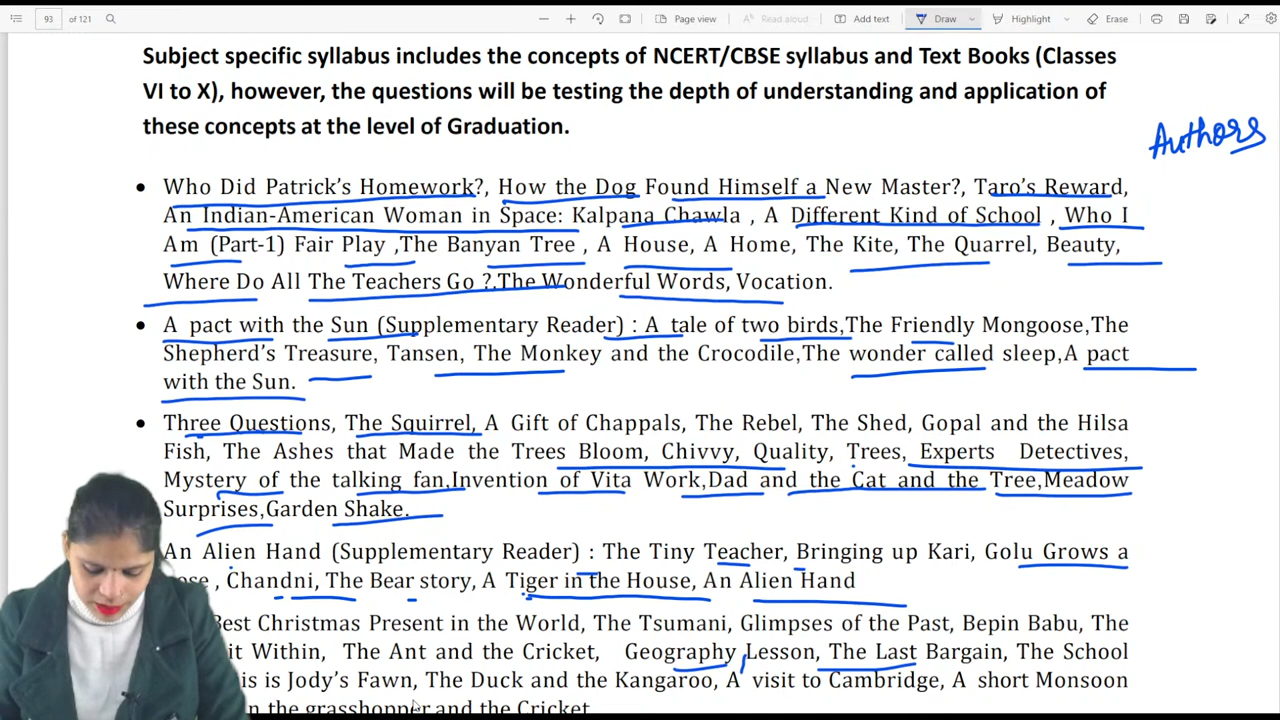 93 of 121
Page view
Read aloud
Add text
Draw
Highlight
Erase
Subject specific syllabus includes the concepts of NCERT/CBSE syllabus and Text Books (Classes
VI to X), however, the questions will be testing the depth of understanding and application of
these concepts at the level of Graduation.
Authors
• Who Did Patrick's Homework?, How the Dog Found Himself a New Master?, Taro's Reward,
An Indian-American Woman in Space: Kalpana Chawla , A Different Kind of School , Who I
Am (Part-1) Fair Play ,The Banyan Tree , A House, A Home, The Kite, The Quarrel, Beauty,
Where Do All The Teachers Go ?,The Wonderful Words, Vocation.
• A pact with the Sun (Supplementary Reader) : A tale of two birds,The Friendly Mongoose,The
Shepherd's Treasure, Tansen, The Monkey and the Crocodile,The wonder called sleep,A pact
with the Sun.
• Three Questions, The Squirrel, A Gift of Chappals, The Rebel, The Shed, Gopal and the Hilsa
Fish, The Ashes that Made the Trees Bloom, Chivvy, Quality, Trees, Experts Detectives,
Mystery of the talking fan,Invention of Vita Work,Dad and the Cat and the Tree,Meadow
Surprises,Garden Shake.
An Alien Hand (Supplementary Reader) : The Tiny Teacher, Bringing up Kari, Golu Grows a
ose , Chandni, The Bear story, A Tiger in the House, An Alien Hand
Best Christmas Present in the World, The Tsumani, Glimpses of the Past, Bepin Babu, The
it Within, The Ant and the Cricket, Geography Lesson, The Last Bargain, The School
is is Jody's Fawn, The Duck and the Kangaroo, A visit to Cambridge, A short Monsoon
n the grasshopper and the Cricket